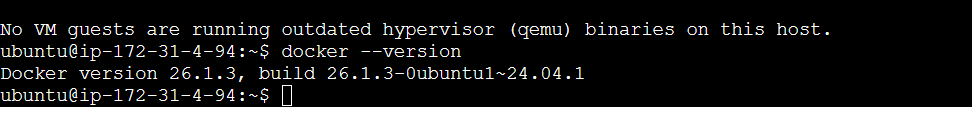 No VM guests are running outdated hypervisor (qemu) binaries on this host.
ubuntu@ip-172-31-4-94:~$ docker --version
Docker version 26.1.3, build 26.1.3-0ubuntu1~24.04.1
ubuntu@ip-172-31-4-94:~$